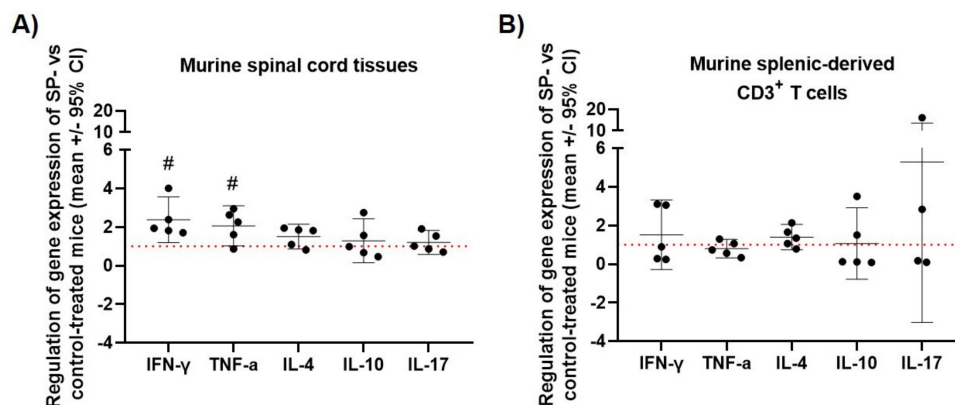 A)
Regulation of gene expression of SP- vs
control-treated mice (mean +/- 95% CI)
Murine spinal cord tissues
20
10
6
4
2
0
-2
-4
#
#
IFN-γ TNF-a IL-4 IL-10 IL-17
B)
Regulation of gene expression of SP- vs
control-treated mice (mean +/- 95% CI)
Murine splenic-derived
CD3⁺ T cells
20
10
6
4
2
0
-2
-4
IFN-γ TNF-a IL-4 IL-10 IL-17